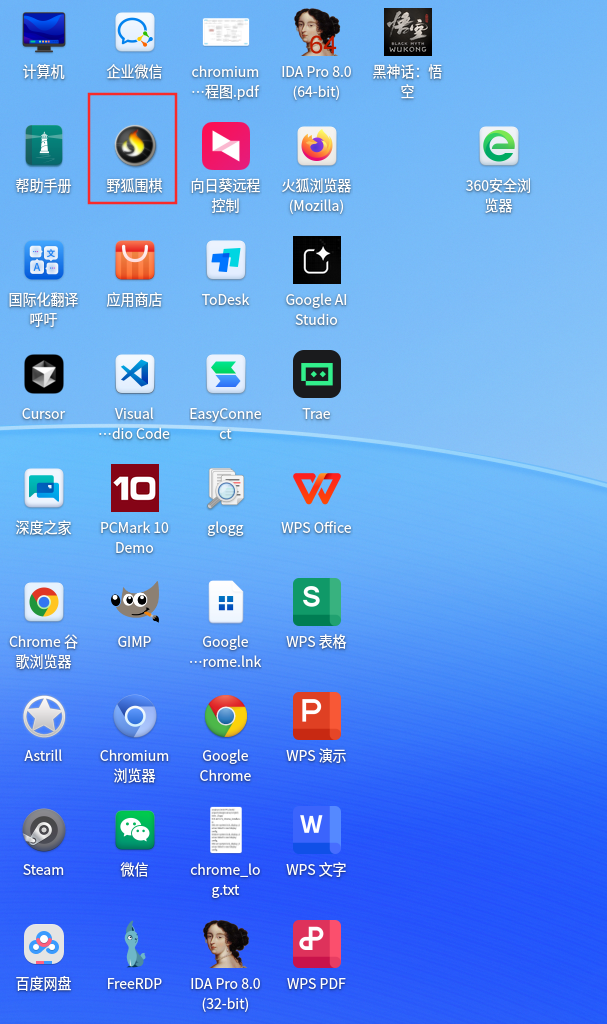 计算机
企业微信
chromium
…程图.pdf
64
IDA Pro 8.0
(64-bit)
悟空
BLACK MYTH
WUKONG
黑神话：悟
空
帮助手册
野狐围棋
向日葵远程
控制
火狐浏览器
(Mozilla)
360安全浏
览器
国际化翻译
呼吁
应用商店
ToDesk
Google AI
Studio
Cursor
Visual
…dio Code
EasyConne
ct
Trae
深度之家
10
PCMark 10
Demo
glogg
WPS Office
Chrome 谷
歌浏览器
GIMP
Google
…rome.lnk
S
WPS 表格
Astrill
Chromium
浏览器
Google
Chrome
P
WPS 演示
Steam
微信
chrome_lo
g.txt
W
WPS 文字
百度网盘
FreeRDP
IDA Pro 8.0
(32-bit)
WPS PDF